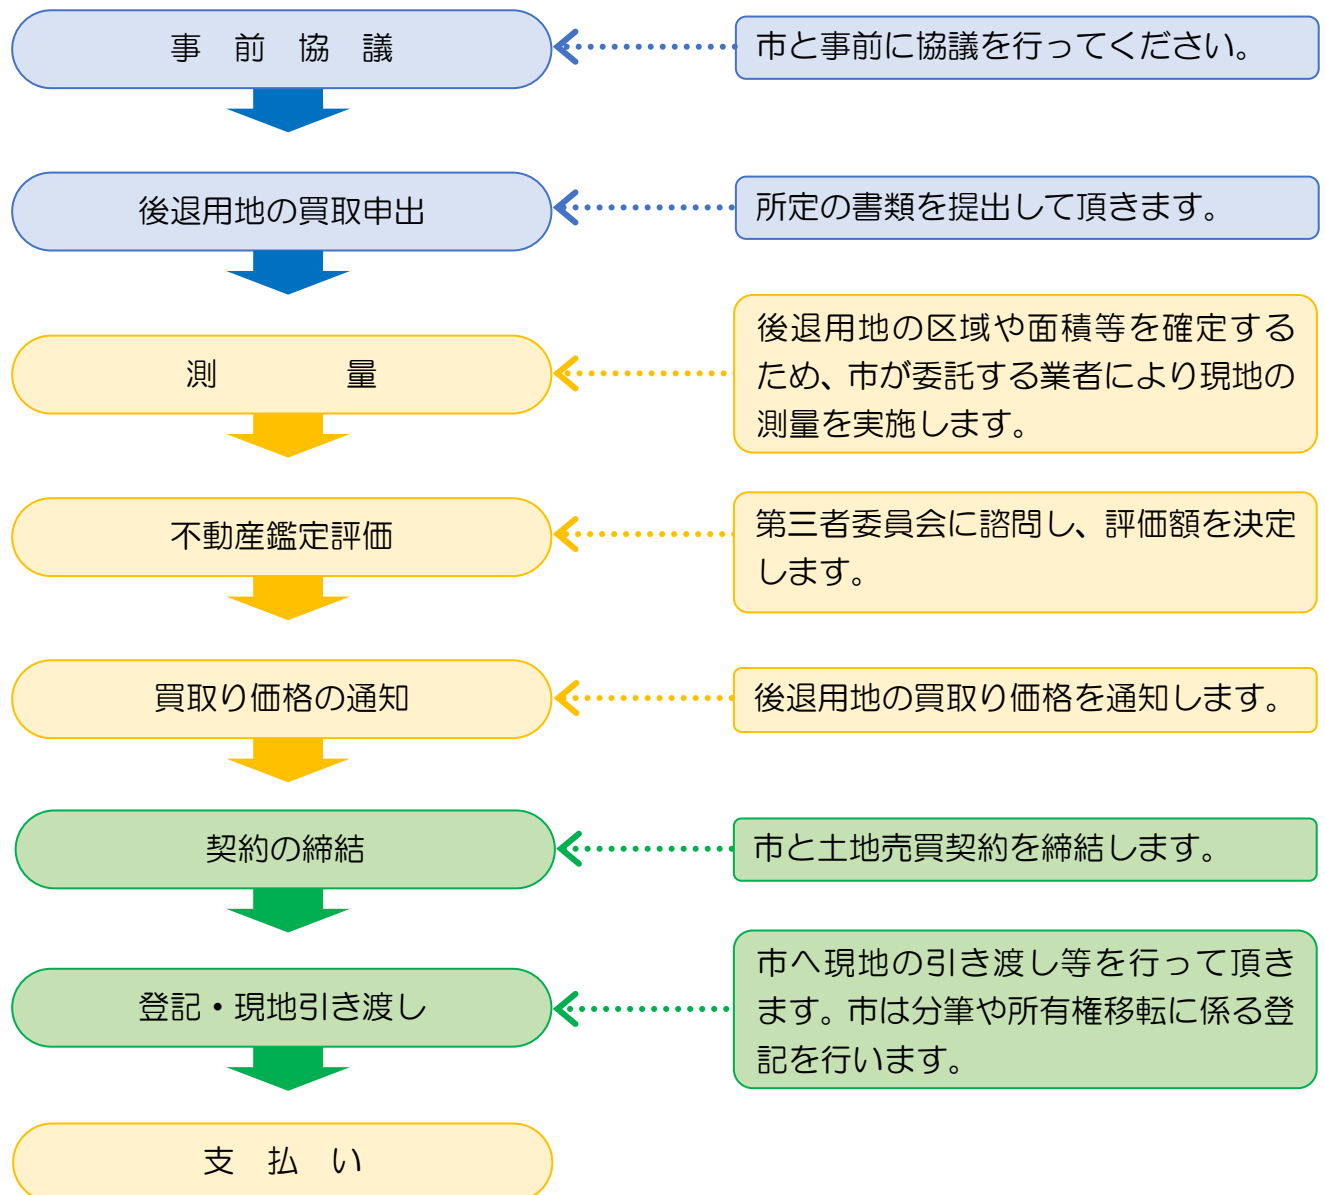 事　前　協　議
市と事前に協議を行ってください。
後退用地の買取申出
所定の書類を提出して頂きます。
測　　　　量
後退用地の区域や面積等を確定する
ため、市が委託する業者により現地の
測量を実施します。
不動産鑑定評価
第三者委員会に諮問し、評価額を決定
します。
買取り価格の通知
後退用地の買取り価格を通知します。
契約の締結
市と土地売買契約を締結します。
登記・現地引き渡し
市へ現地の引き渡し等を行って頂き
ます。市は分筆や所有権移転に係る登
記を行います。
支　払　い